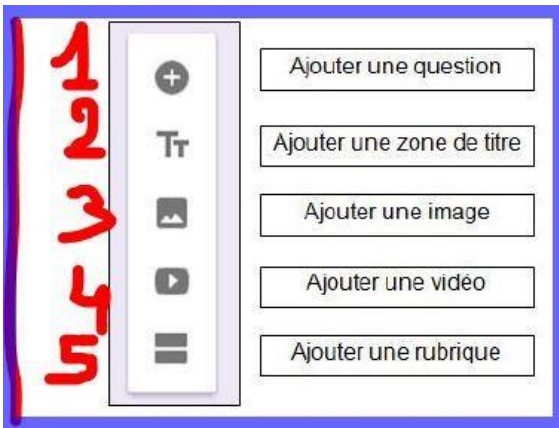 1 Ajouter une question
2 Tт Ajouter une zone de titre
3 Ajouter une image
4 Ajouter une vidéo
5 Ajouter une rubrique